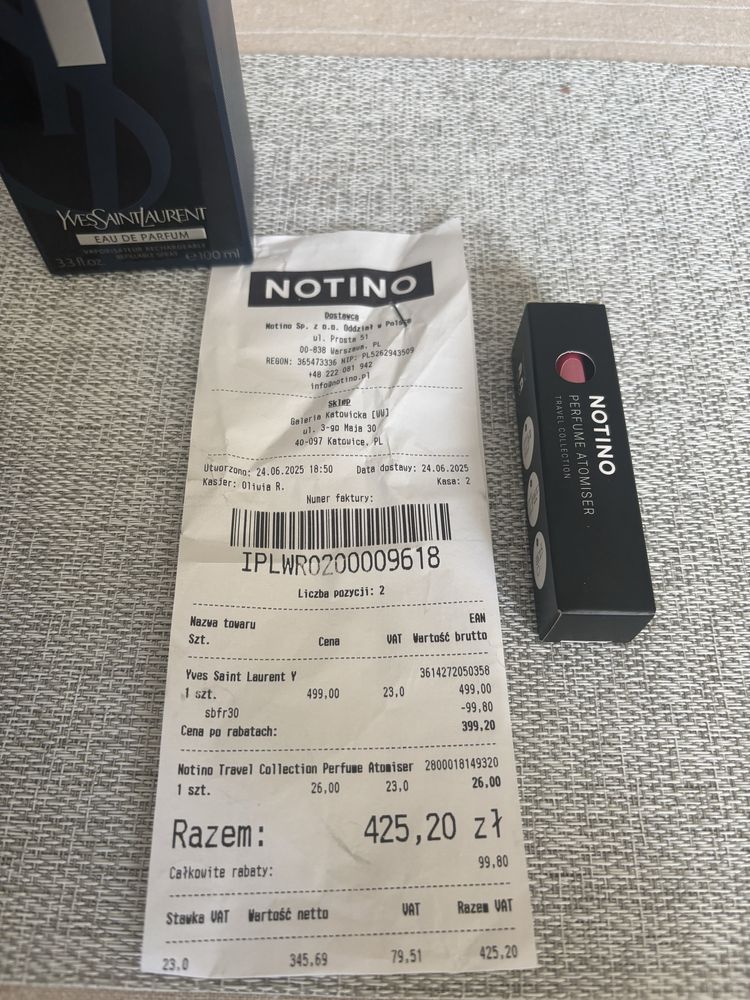 YVESSAINTLAURENT
EAU DE PARFUM
VAPORISATEUR RECHARGEABLE
REFILLABLE SPRAY
3.3 fl.oz. e 100 ml
NOTINO
Dostawca
Notino Sp. z o.o. Oddział w Polsce
ul. Prosta 51
00-838 Warszawa, PL
REGON: 365473336 NIP: PL5262943509
+48 222 081 942
info@notino.pl
Sklep
Galeria Katowicka [UU]
ul. 3-go Maja 30
40-097 Katowice, PL
Utworzono: 24.06.2025 18:50 Data dostawy: 24.06.2025
Kasjer: Olivia R. Kasa: 2
Numer faktury:
IPLWRO200009618
Liczba pozycji: 2
Nazwa towaru EAN
Szt. Cena VAT Wartość brutto
Yves Saint Laurent Y 3614272050358
1 szt. 499,00 23,0 499,00
sbfr30 -99,80
Cena po rabatach: 399,20
Notino Travel Collection Perfume Atomiser 2800018149320
1 szt. 26,00 23,0 26,00
Razem: 425,20 zł
Całkowite rabaty: 99,80
Stawka VAT Wartość netto VAT Razem VAT
23,0 345,69 79,51 425,20
NOTINO
PERFUME ATOMISER
TRAVEL COLLECTION